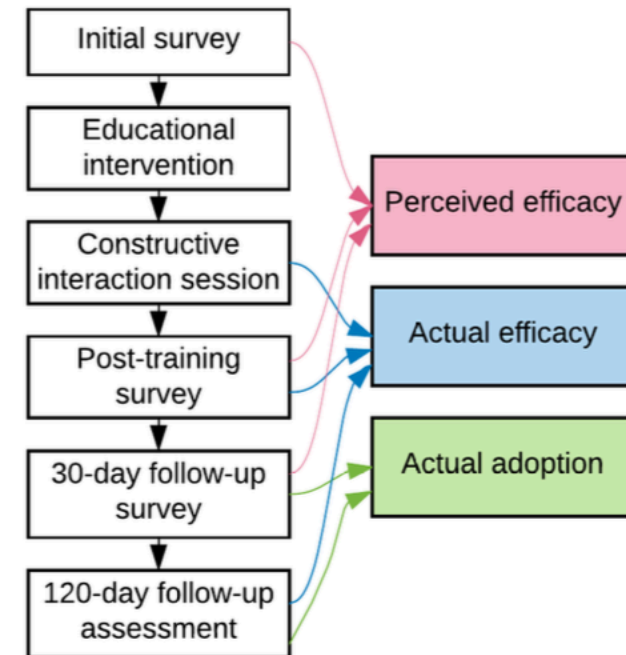 Initial survey
Educational
intervention
Constructive
interaction session
Post-training
survey
30-day follow-up
survey
120-day follow-up
assessment
Perceived efficacy
Actual efficacy
Actual adoption